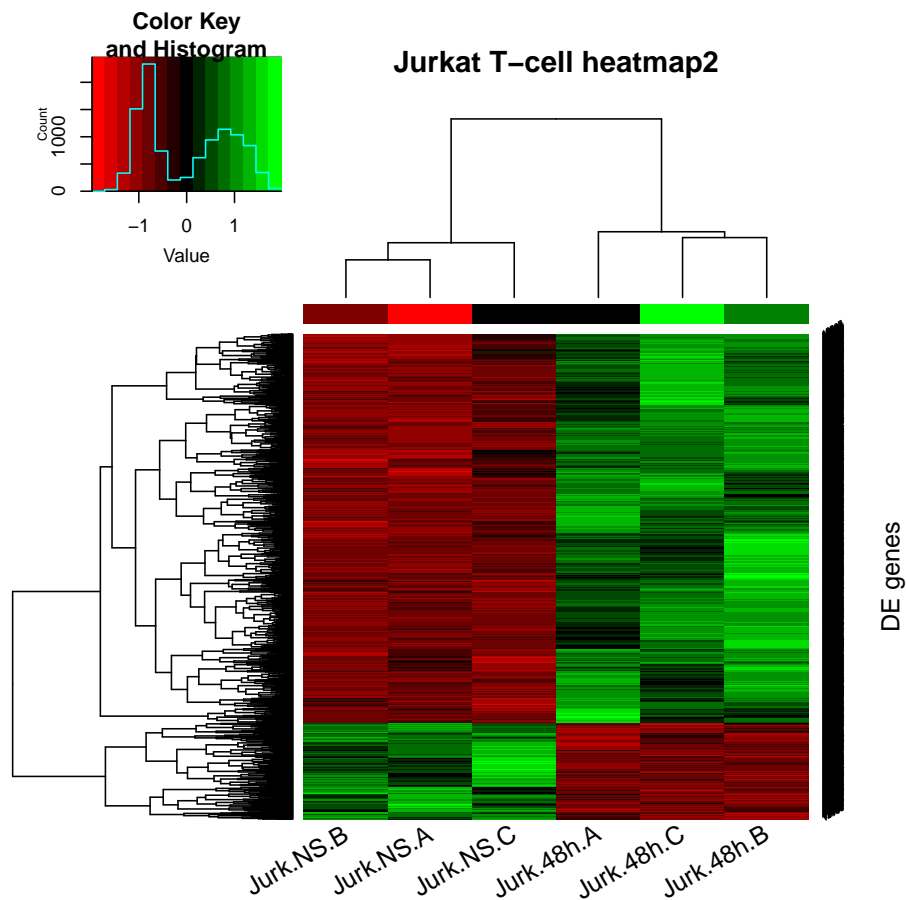 Color Key
and Histogram
Jurkat T−cell heatmap2
Count
0
1000
−1
0
1
Value
DE genes
Jurk.NS.B
Jurk.NS.A
Jurk.NS.C
Jurk.48h.A
Jurk.48h.C
Jurk.48h.B